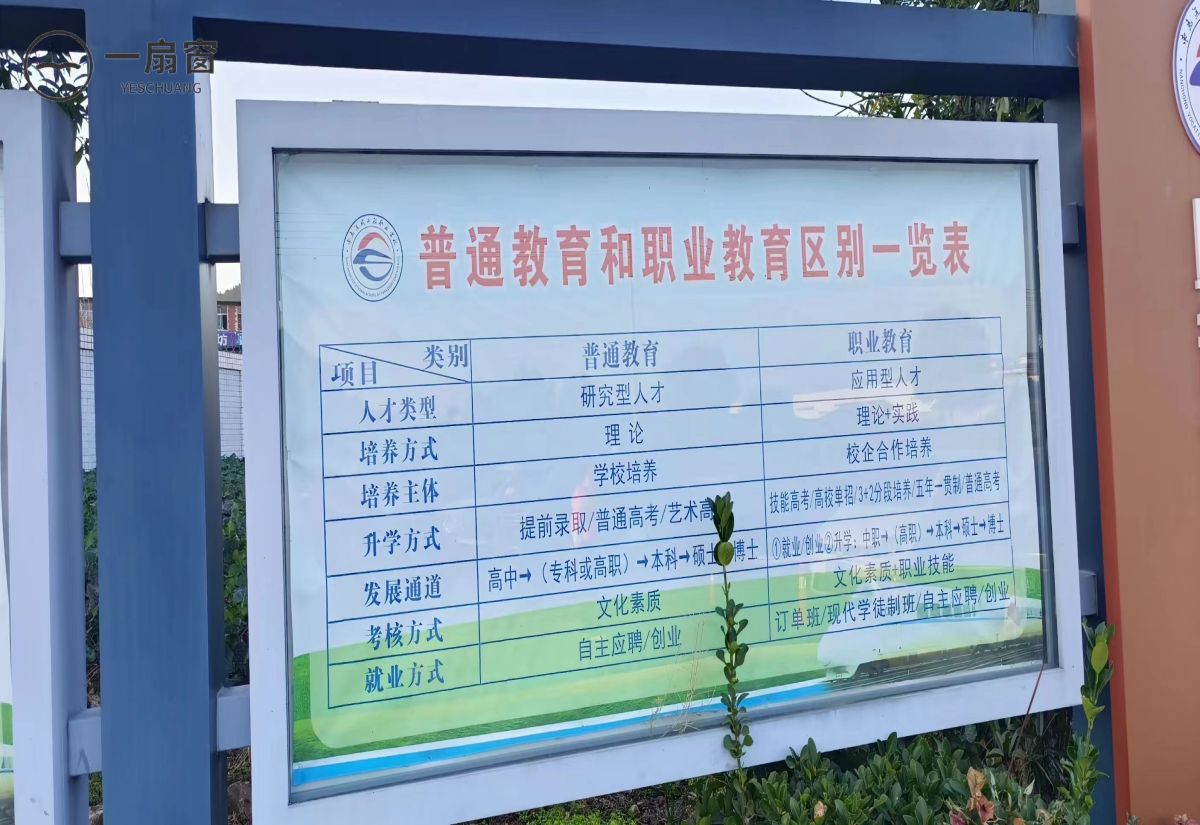 一扇窗
YESCHUANG
普通教育和职业教育区别一览表
项目 类别 普通教育 职业教育
人才类型 研究型人才 应用型人才
培养方式 理论 理论+实践
培养主体 学校培养 校企合作培养
升学方式 提前录取/普通高考/艺术高 技能高考/高校单招/3+2分段培养/五年一贯制/普通高考
发展通道 高中→（专科或高职）→本科→硕士→博士 ①就业/创业②升学：中职→（高职）→本科→硕士→博士
考核方式 文化素质 文化素质+职业技能
就业方式 自主应聘/创业 订单班/现代学徒制班/自主应聘/创业